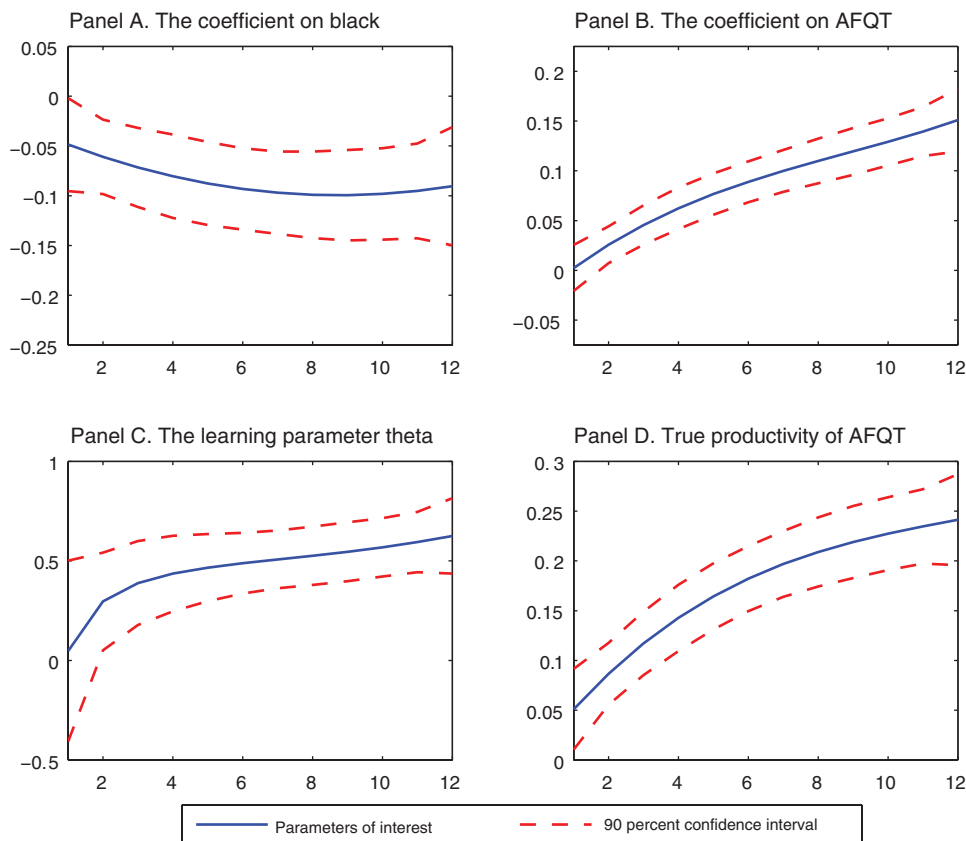 Panel A. The coefficient on black
0.05
0
−0.05
−0.1
−0.15
−0.2
−0.25
2 4 6 8 10 12
Panel B. The coefficient on AFQT
0.2
0.15
0.1
0.05
0
−0.05
2 4 6 8 10 12
Panel C. The learning parameter theta
1
0.5
0
−0.5
2 4 6 8 10 12
Panel D. True productivity of AFQT
0.3
0.25
0.2
0.15
0.1
0.05
0
2 4 6 8 10 12
Parameters of interest
90 percent confidence interval